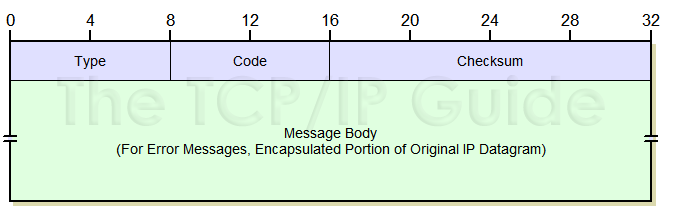 0 4 8 12 16 20 24 28 32
Type Code Checksum
The TCP/IP Guide
Message Body
(For Error Messages, Encapsulated Portion of Original IP Datagram)